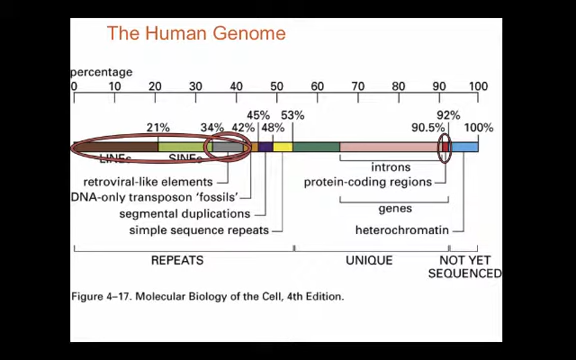 The Human Genome
percentage
0 10 20 30 40 50 60 70 80 90 100
45% 53% 92%
21% 34% 42% 48% 90.5% 100%
LINEs SINEs
introns
retroviral-like elements protein-coding regions
DNA-only transposon 'fossils'
genes
segmental duplications
simple sequence repeats heterochromatin
REPEATS UNIQUE NOT YET
SEQUENCED
Figure 4–17. Molecular Biology of the Cell, 4th Edition.